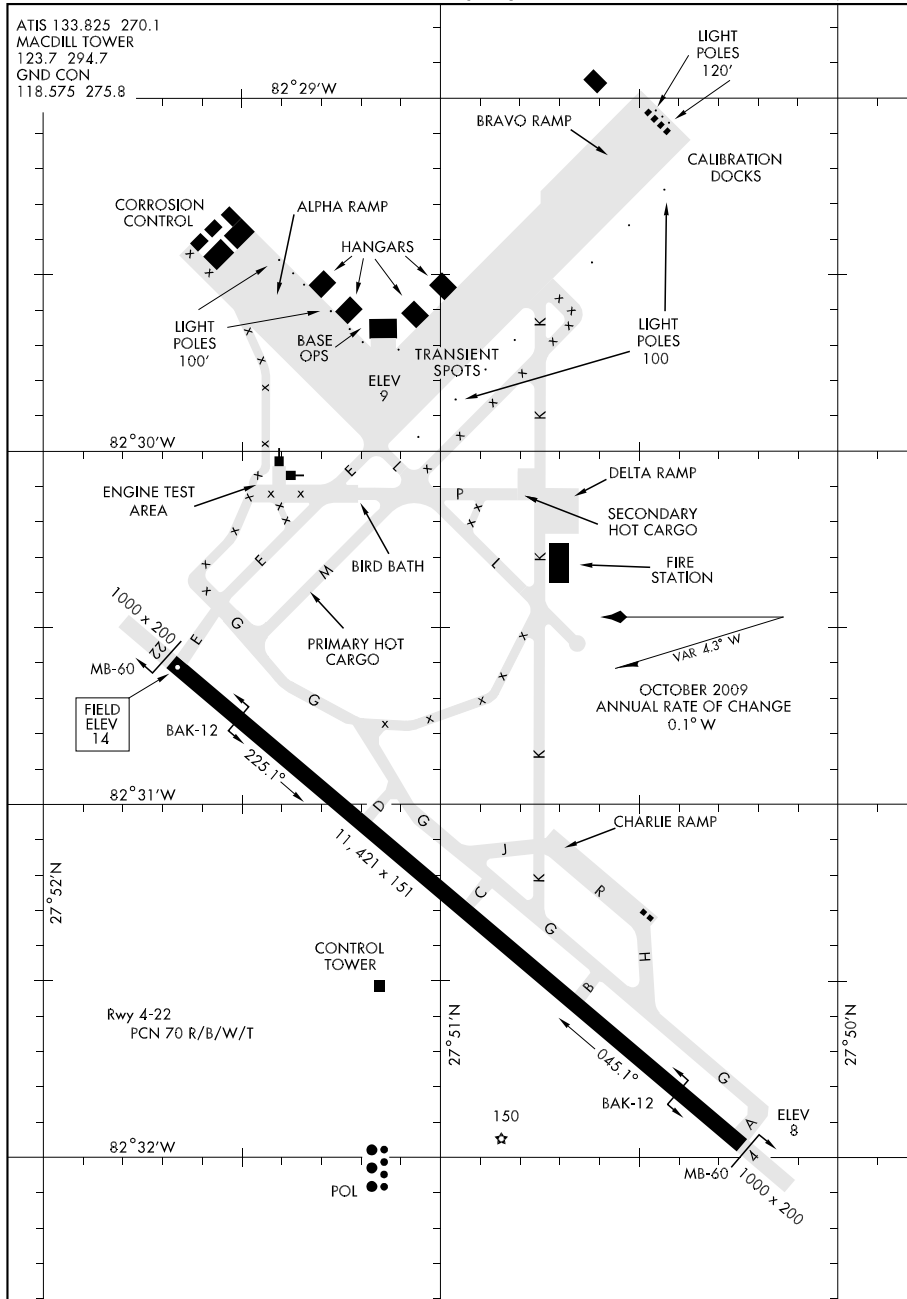 ATIS 133.825 270.1
MACDILL TOWER
123.7 294.7
GND CON
118.575 275.8
82°29'W
LIGHT
POLES
120'
BRAVO RAMP
CALIBRATION
DOCKS
CORROSION
CONTROL
ALPHA RAMP
HANGARS
LIGHT
POLES
100'
BASE
OPS
TRANSIENT
SPOTS
ELEV
9
LIGHT
POLES
100
K
K
82°30'W
E
L
x x x
ENGINE TEST
AREA
P
DELTA RAMP
SECONDARY
HOT CARGO
BIRD BATH
E
M
L
K
FIRE
STATION
1000 x 200
22
E
G
PRIMARY HOT
CARGO
VAR 4.3° W
MB-60
OCTOBER 2009
ANNUAL RATE OF CHANGE
0.1° W
FIELD
ELEV
14
G
BAK-12
225.1°
K
82°31'W
D
G
11, 421 x 151
CHARLIE RAMP
J
K
R
C
G
H
27°52'N
CONTROL
TOWER
B
Rwy 4-22
PCN 70 R/B/W/T
27°51'N
27°50'N
045.1°
G
BAK-12
A
ELEV
8
150
82°32'W
MB-60
4
1000 x 200
POL